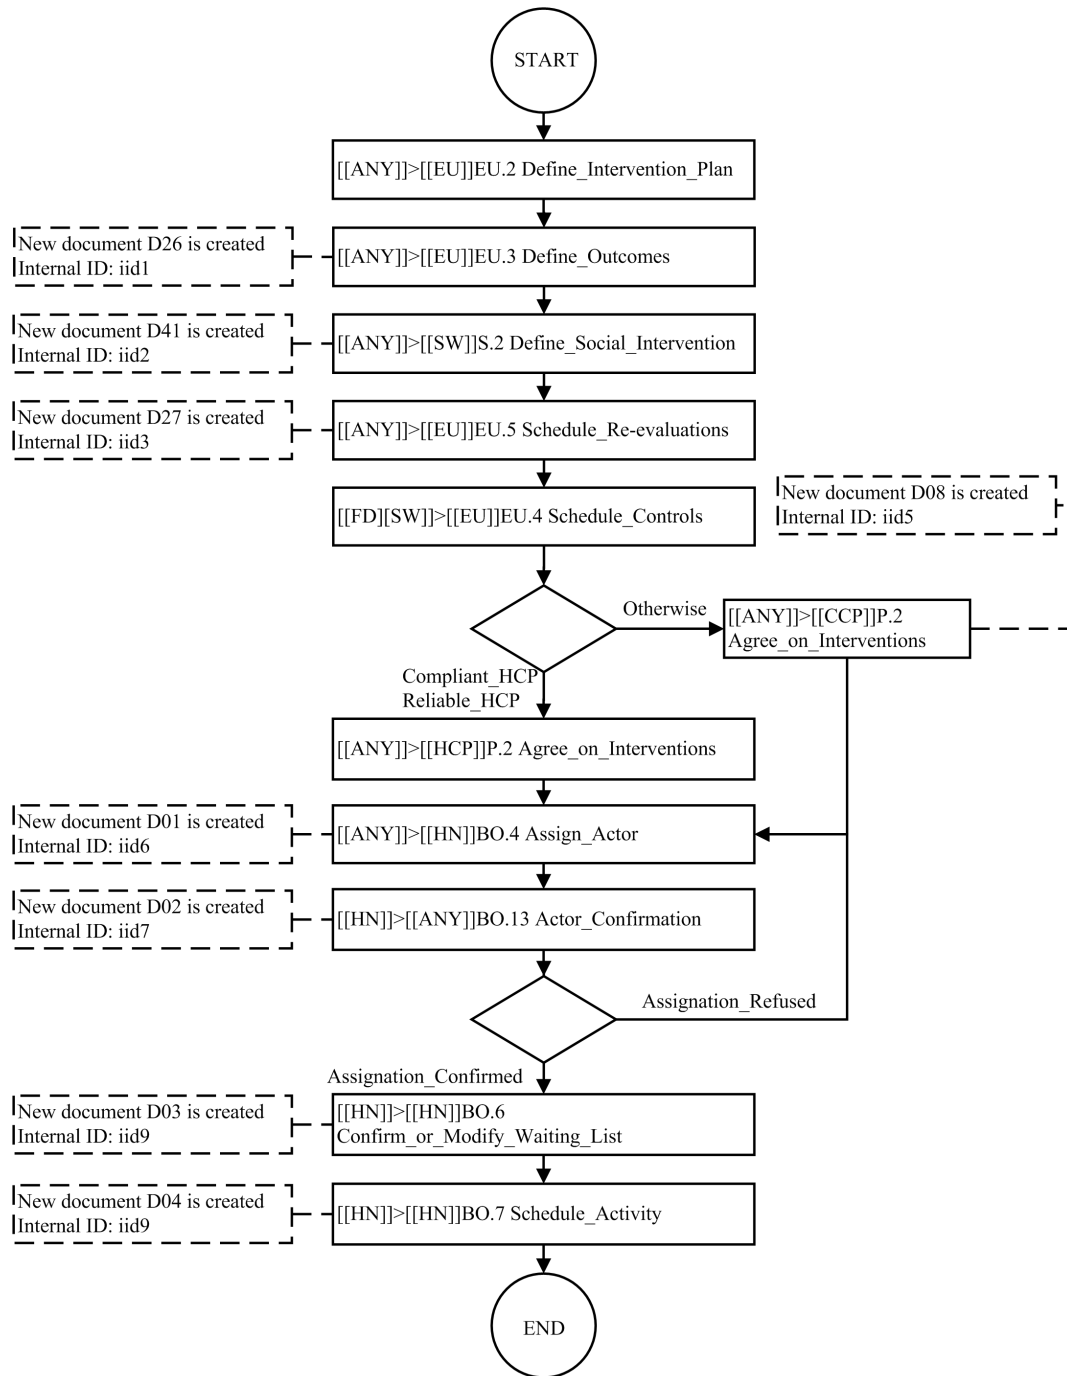 START
[[ANY]]>[[EU]]EU.2 Define_Intervention_Plan
New document D26 is created
Internal ID: iid1
[[ANY]]>[[EU]]EU.3 Define_Outcomes
New document D41 is created
Internal ID: iid2
[[ANY]]>[[SW]]S.2 Define_Social_Intervention
New document D27 is created
Internal ID: iid3
[[ANY]]>[[EU]]EU.5 Schedule_Re-evaluations
[[FD][SW]]>[[EU]]EU.4 Schedule_Controls
New document D08 is created
Internal ID: iid5
Otherwise
[[ANY]]>[[CCP]]P.2
Agree_on_Interventions
Compliant_HCP
Reliable_HCP
[[ANY]]>[[HCP]]P.2 Agree_on_Interventions
New document D01 is created
Internal ID: iid6
[[ANY]]>[[HN]]BO.4 Assign_Actor
New document D02 is created
Internal ID: iid7
[[HN]]>[[ANY]]BO.13 Actor_Confirmation
Assignation_Refused
Assignation_Confirmed
New document D03 is created
Internal ID: iid9
[[HN]]>[[HN]]BO.6
Confirm_or_Modify_Waiting_List
New document D04 is created
Internal ID: iid9
[[HN]]>[[HN]]BO.7 Schedule_Activity
END